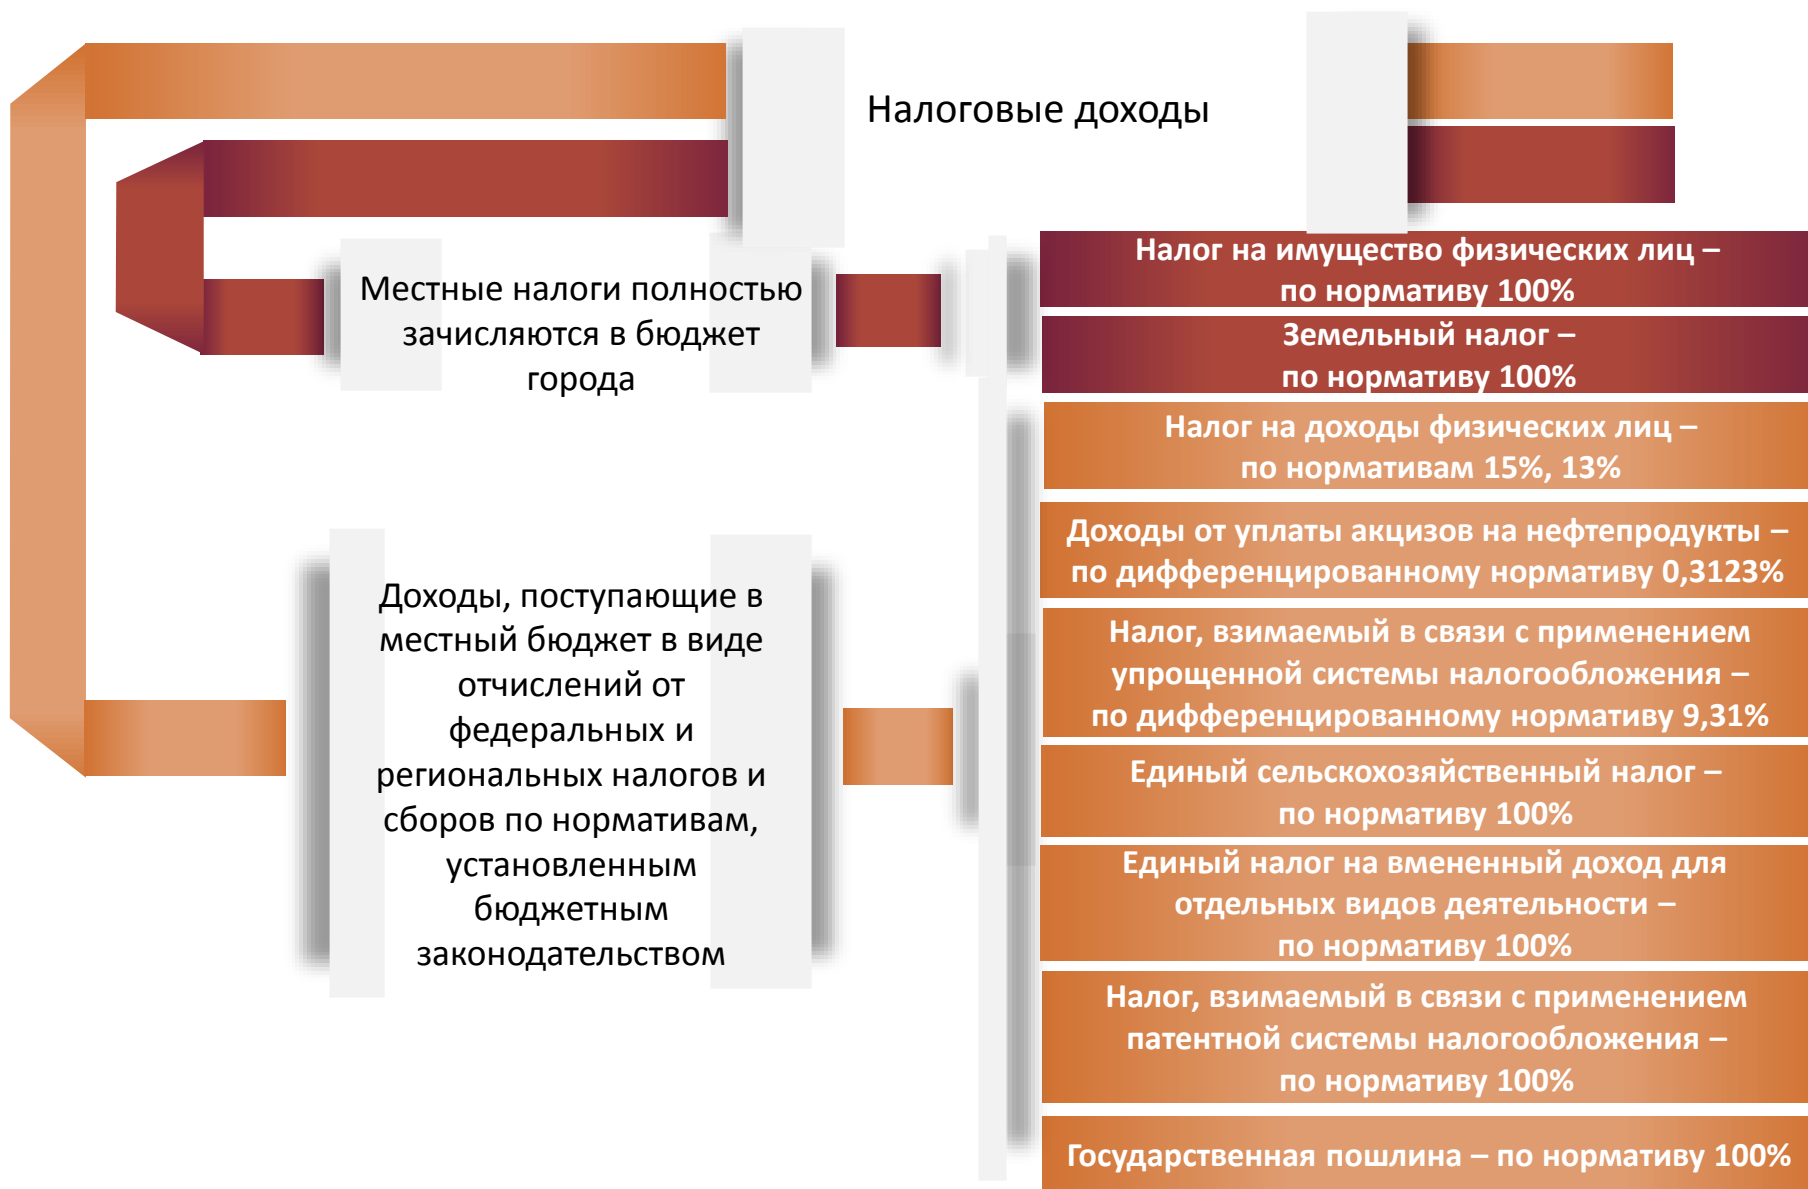 Налоговые доходы
Местные налоги полностью
зачисляются в бюджет
города
Налог на имущество физических лиц –
по нормативу 100%
Земельный налог –
по нормативу 100%
Доходы, поступающие в
местный бюджет в виде
отчислений от
федеральных и
региональных налогов и
сборов по нормативам,
установленным
бюджетным
законодательством
Налог на доходы физических лиц –
по нормативам 15%, 13%
Доходы от уплаты акцизов на нефтепродукты –
по дифференцированному нормативу 0,3123%
Налог, взимаемый в связи с применением
упрощенной системы налогообложения –
по дифференцированному нормативу 9,31%
Единый сельскохозяйственный налог –
по нормативу 100%
Единый налог на вмененный доход для
отдельных видов деятельности –
по нормативу 100%
Налог, взимаемый в связи с применением
патентной системы налогообложения –
по нормативу 100%
Государственная пошлина – по нормативу 100%